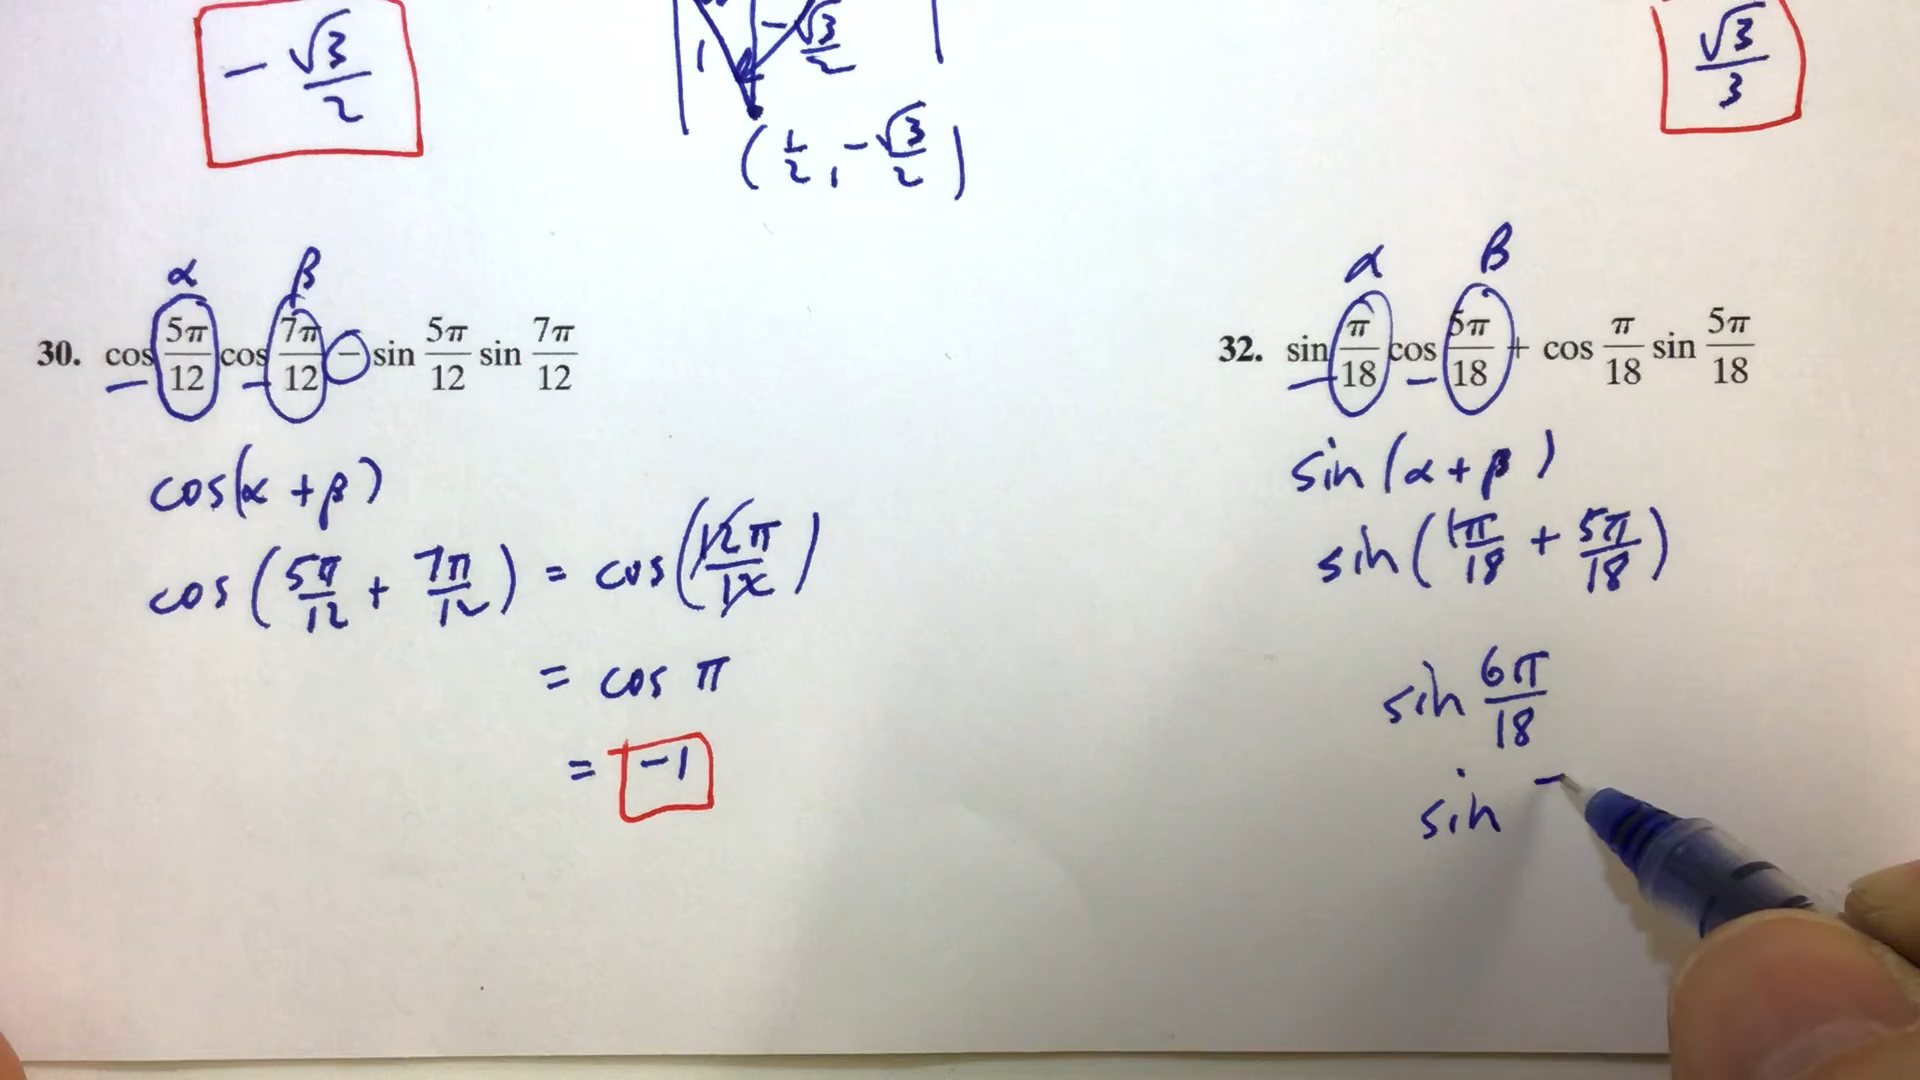 - √3/2
1 - √3/2
(1/2, - √3/2)
√3/3
α β
30. cos 5π/12 cos 7π/12 − sin 5π/12 sin 7π/12
cos(α + β)
cos (5π/12 + 7π/12) = cos (12π/12)
= cos π
= -1
α β
32. sin π/18 cos 5π/18 + cos π/18 sin 5π/18
sin (α + β)
sin (1π/18 + 5π/18)
sin 6π/18
sin